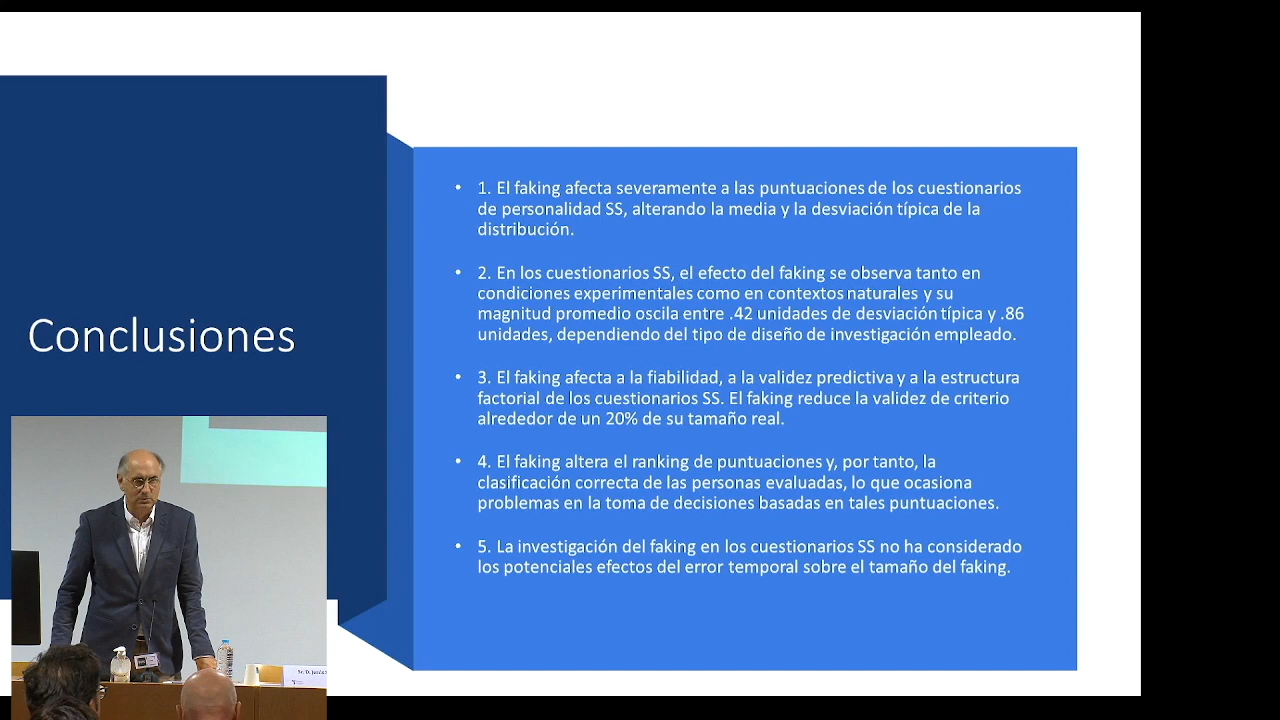 Conclusiones
• 1. El faking afecta severamente a las puntuaciones de los cuestionarios
de personalidad SS, alterando la media y la desviación típica de la
distribución.
• 2. En los cuestionarios SS, el efecto del faking se observa tanto en
condiciones experimentales como en contextos naturales y su
magnitud promedio oscila entre .42 unidades de desviación típica y .86
unidades, dependiendo del tipo de diseño de investigación empleado.
• 3. El faking afecta a la fiabilidad, a la validez predictiva y a la estructura
factorial de los cuestionarios SS. El faking reduce la validez de criterio
alrededor de un 20% de su tamaño real.
• 4. El faking altera el ranking de puntuaciones y, por tanto, la
clasificación correcta de las personas evaluadas, lo que ocasiona
problemas en la toma de decisiones basadas en tales puntuaciones.
• 5. La investigación del faking en los cuestionarios SS no ha considerado
los potenciales efectos del error temporal sobre el tamaño del faking.
Sr. D. Jesús